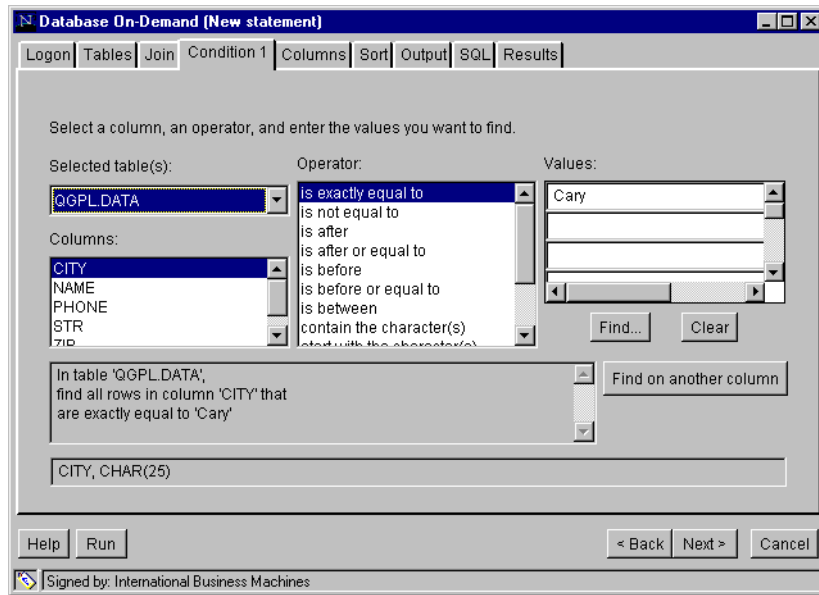 Database On-Demand (New statement)
Logon Tables Join Condition 1 Columns Sort Output SQL Results
Select a column, an operator, and enter the values you want to find.
Selected table(s):
QGPL.DATA
Columns:
CITY
NAME
PHONE
STR
ZIP
Operator:
is exactly equal to
is not equal to
is after
is after or equal to
is before
is before or equal to
is between
contain the character(s)
start with the character(s)
Values:
Cary
Find... Clear
In table 'QGPL.DATA',
find all rows in column 'CITY' that
are exactly equal to 'Cary'
Find on another column
CITY, CHAR(25)
Help Run < Back Next > Cancel
Signed by: International Business Machines